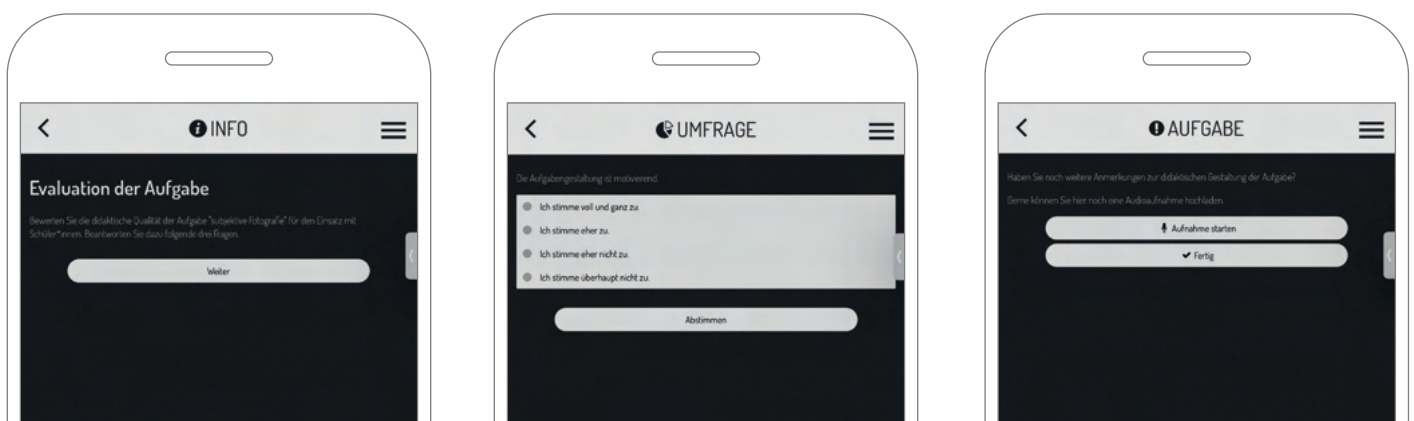 INFO
Evaluation der Aufgabe
Bewerten Sie die didaktische Qualität der Aufgabe "subjektive Fotografie" für den Einsatz mit
Schüler*innen. Beantworten Sie dazu folgende drei Fragen.
Weiter
UMFRAGE
Die Aufgabengestaltung ist motivierend.
Ich stimme voll und ganz zu.
Ich stimme eher zu.
Ich stimme eher nicht zu.
Ich stimme überhaupt nicht zu.
Abstimmen
AUFGABE
Haben Sie noch weitere Anmerkungen zur didaktischen Gestaltung der Aufgabe?
Gerne können Sie hier noch eine Audioaufnahme hochladen.
Aufnahme starten
Fertig